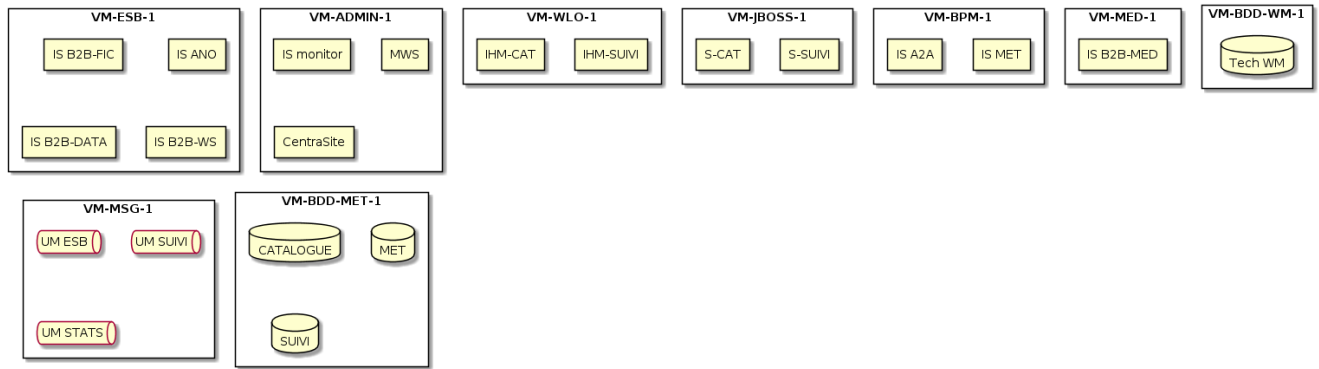 VM-ESB-1
IS B2B-FIC
IS ANO
IS B2B-DATA
IS B2B-WS
VM-ADMIN-1
IS monitor
MWS
CentraSite
VM-WLO-1
IHM-CAT
IHM-SUIVI
VM-JBOSS-1
S-CAT
S-SUIVI
VM-BPM-1
IS A2A
IS MET
VM-MED-1
IS B2B-MED
VM-BDD-WM-1
Tech WM
VM-MSG-1
UM ESB
UM SUIVI
UM STATS
VM-BDD-MET-1
CATALOGUE
MET
SUIVI